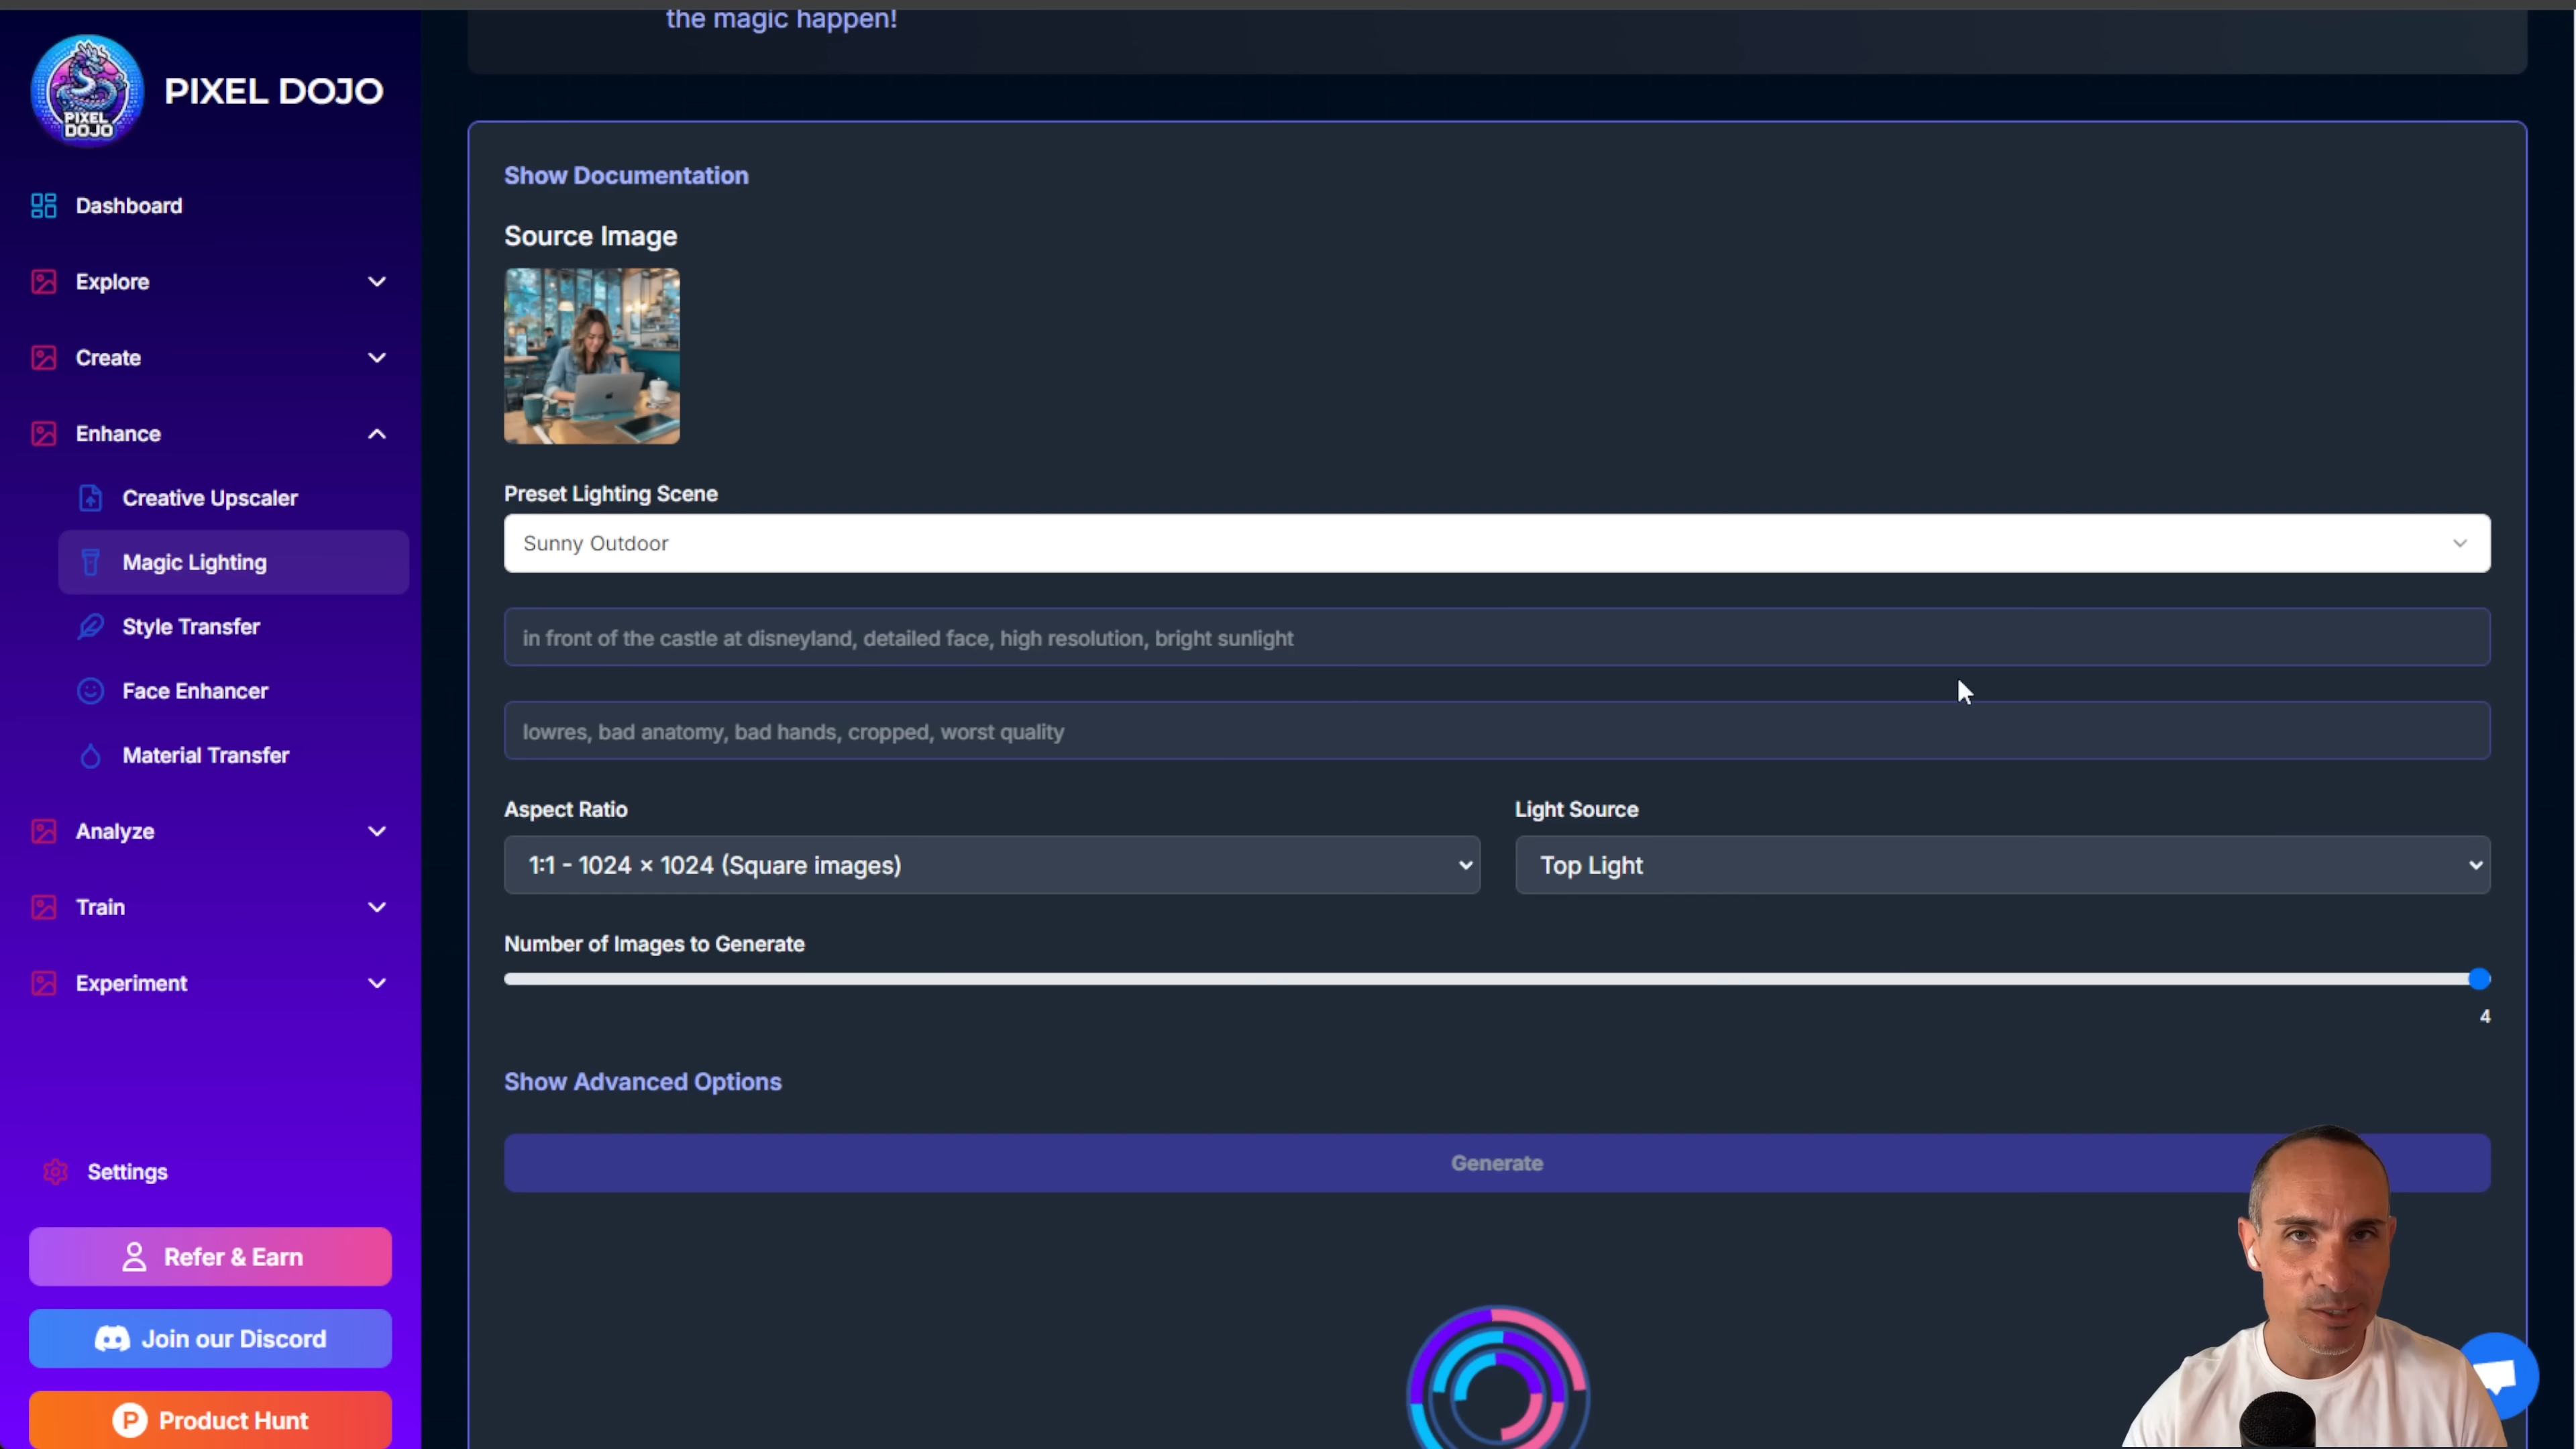 the magic happen!
PIXEL DOJO
PIXEL
DOJO
Dashboard
Explore
Create
Enhance
Creative Upscaler
Magic Lighting
Style Transfer
Face Enhancer
Material Transfer
Analyze
Train
Experiment
Settings
Refer & Earn
Join our Discord
P Product Hunt
Show Documentation
Source Image
Preset Lighting Scene
Sunny Outdoor
in front of the castle at disneyland, detailed face, high resolution, bright sunlight
lowres, bad anatomy, bad hands, cropped, worst quality
Aspect Ratio
1:1 - 1024 × 1024 (Square images)
Light Source
Top Light
Number of Images to Generate
4
Show Advanced Options
Generate